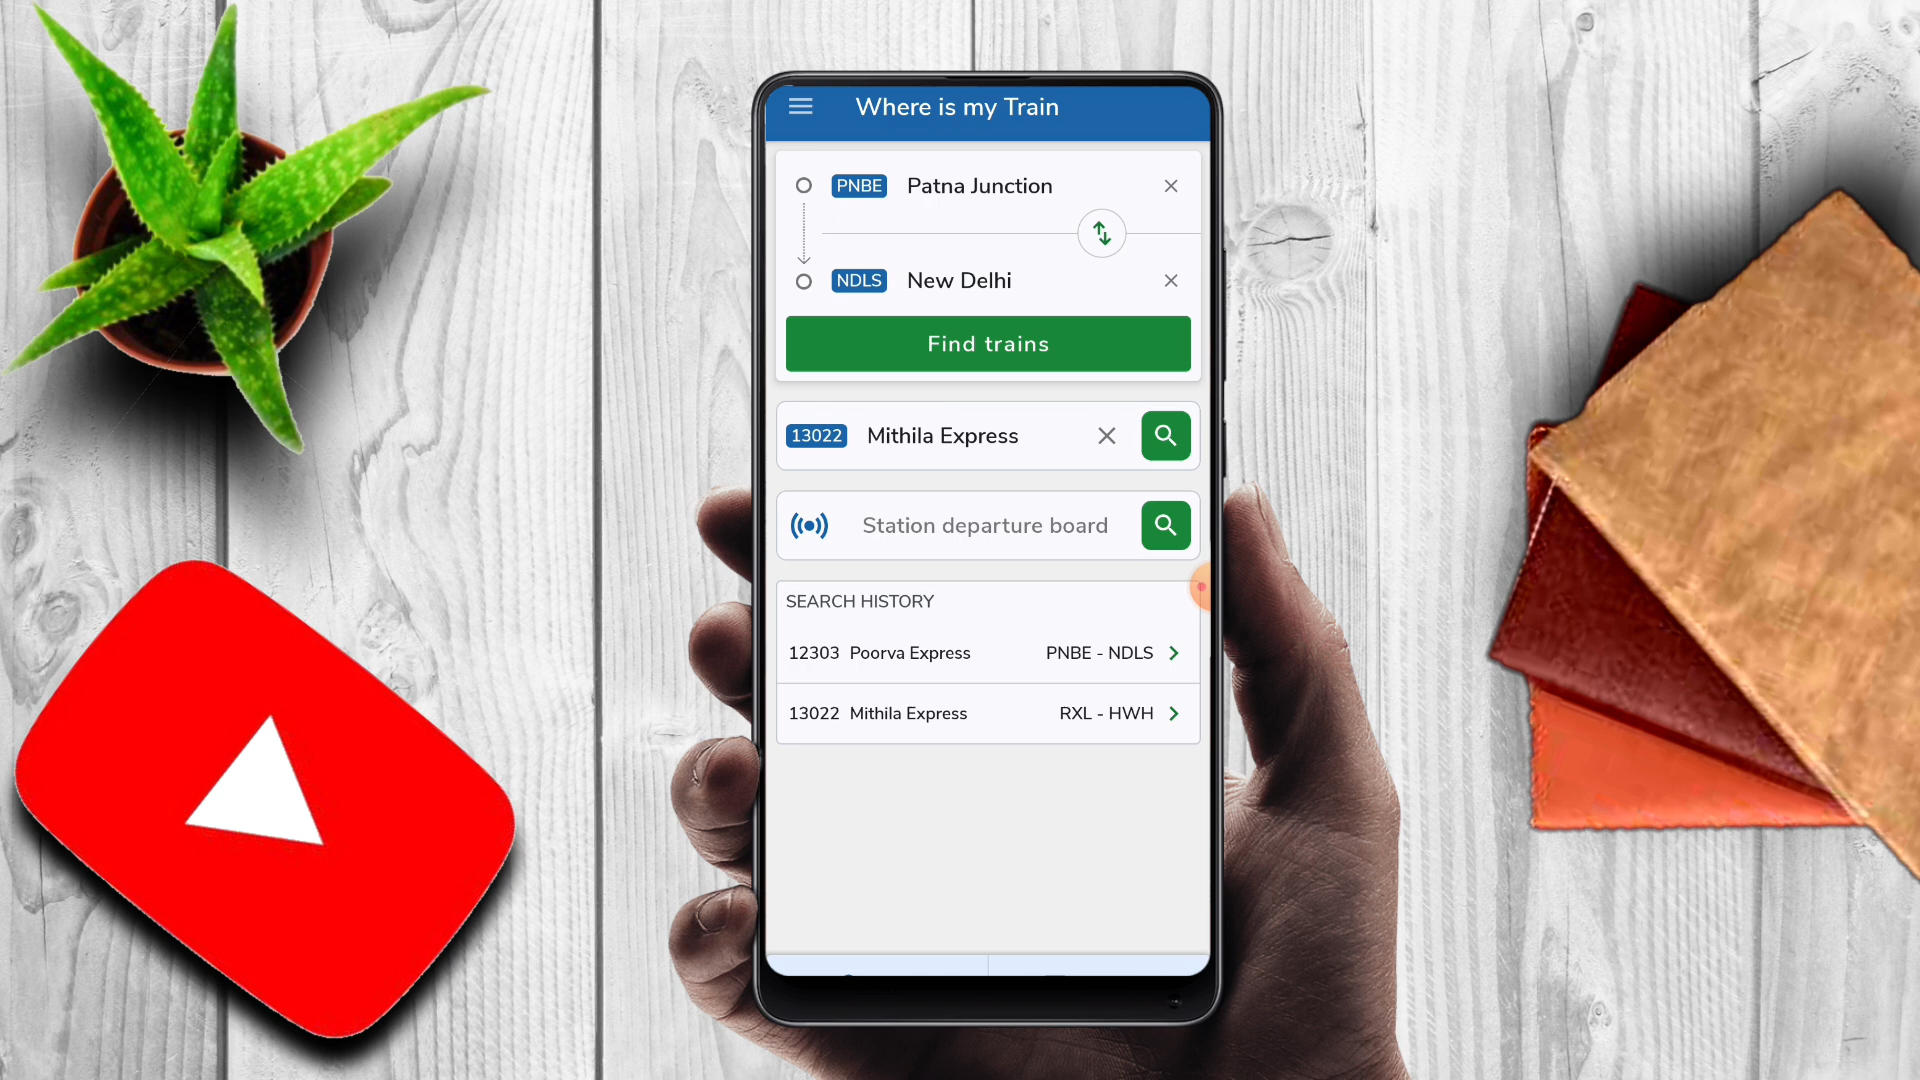 Where is my Train
PNBE Patna Junction
NDLS New Delhi
Find trains
13022 Mithila Express
Station departure board
SEARCH HISTORY
12303 Poorva Express PNBE - NDLS
13022 Mithila Express RXL - HWH